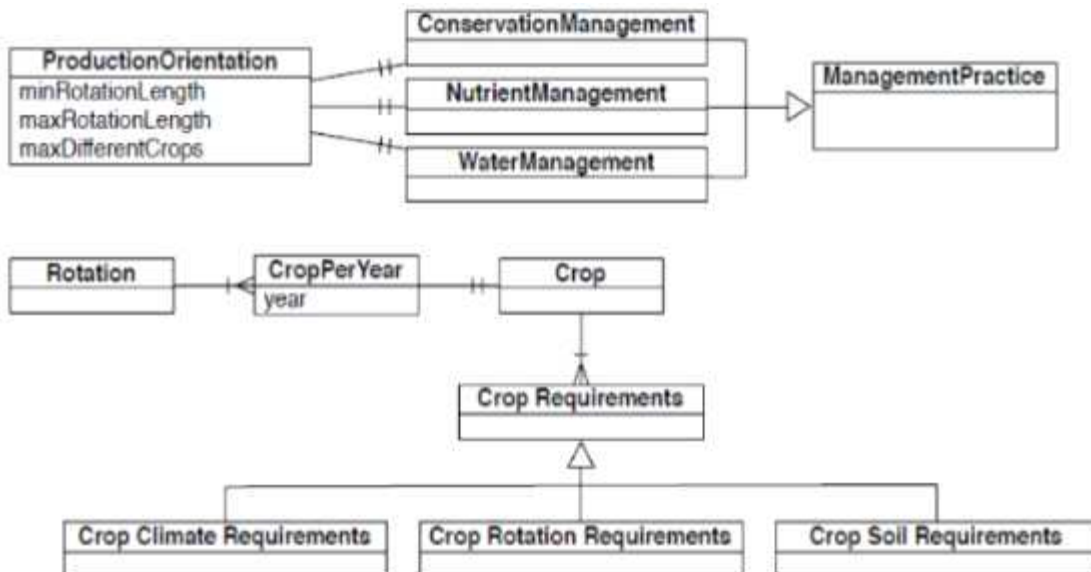 ConservationManagement
ProductionOrientation
minRotationLength
maxRotationLength
maxDifferentCrops
NutrientManagement
ManagementPractice
WaterManagement
Rotation
CropPerYear
year
Crop
Crop Requirements
Crop Climate Requirements
Crop Rotation Requirements
Crop Soil Requirements